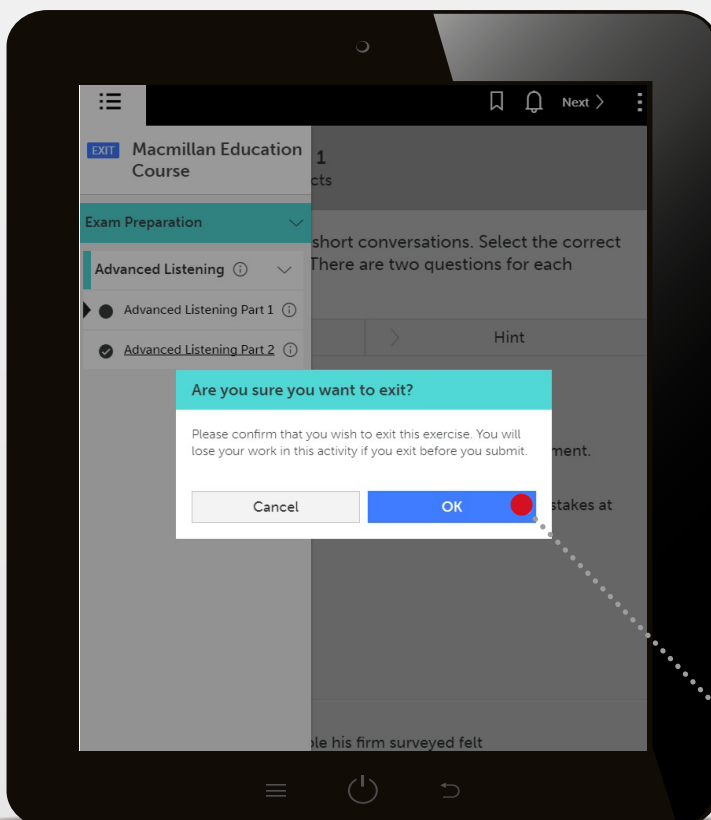 Next
EXIT Macmillan Education
Course
1
cts
Exam Preparation
short conversations. Select the correct
There are two questions for each
Advanced Listening
Advanced Listening Part 1
Advanced Listening Part 2
Hint
Are you sure you want to exit?
Please confirm that you wish to exit this exercise. You will
lose your work in this activity if you exit before you submit.
Cancel
OK
ment.
stakes at
ple his firm surveyed felt